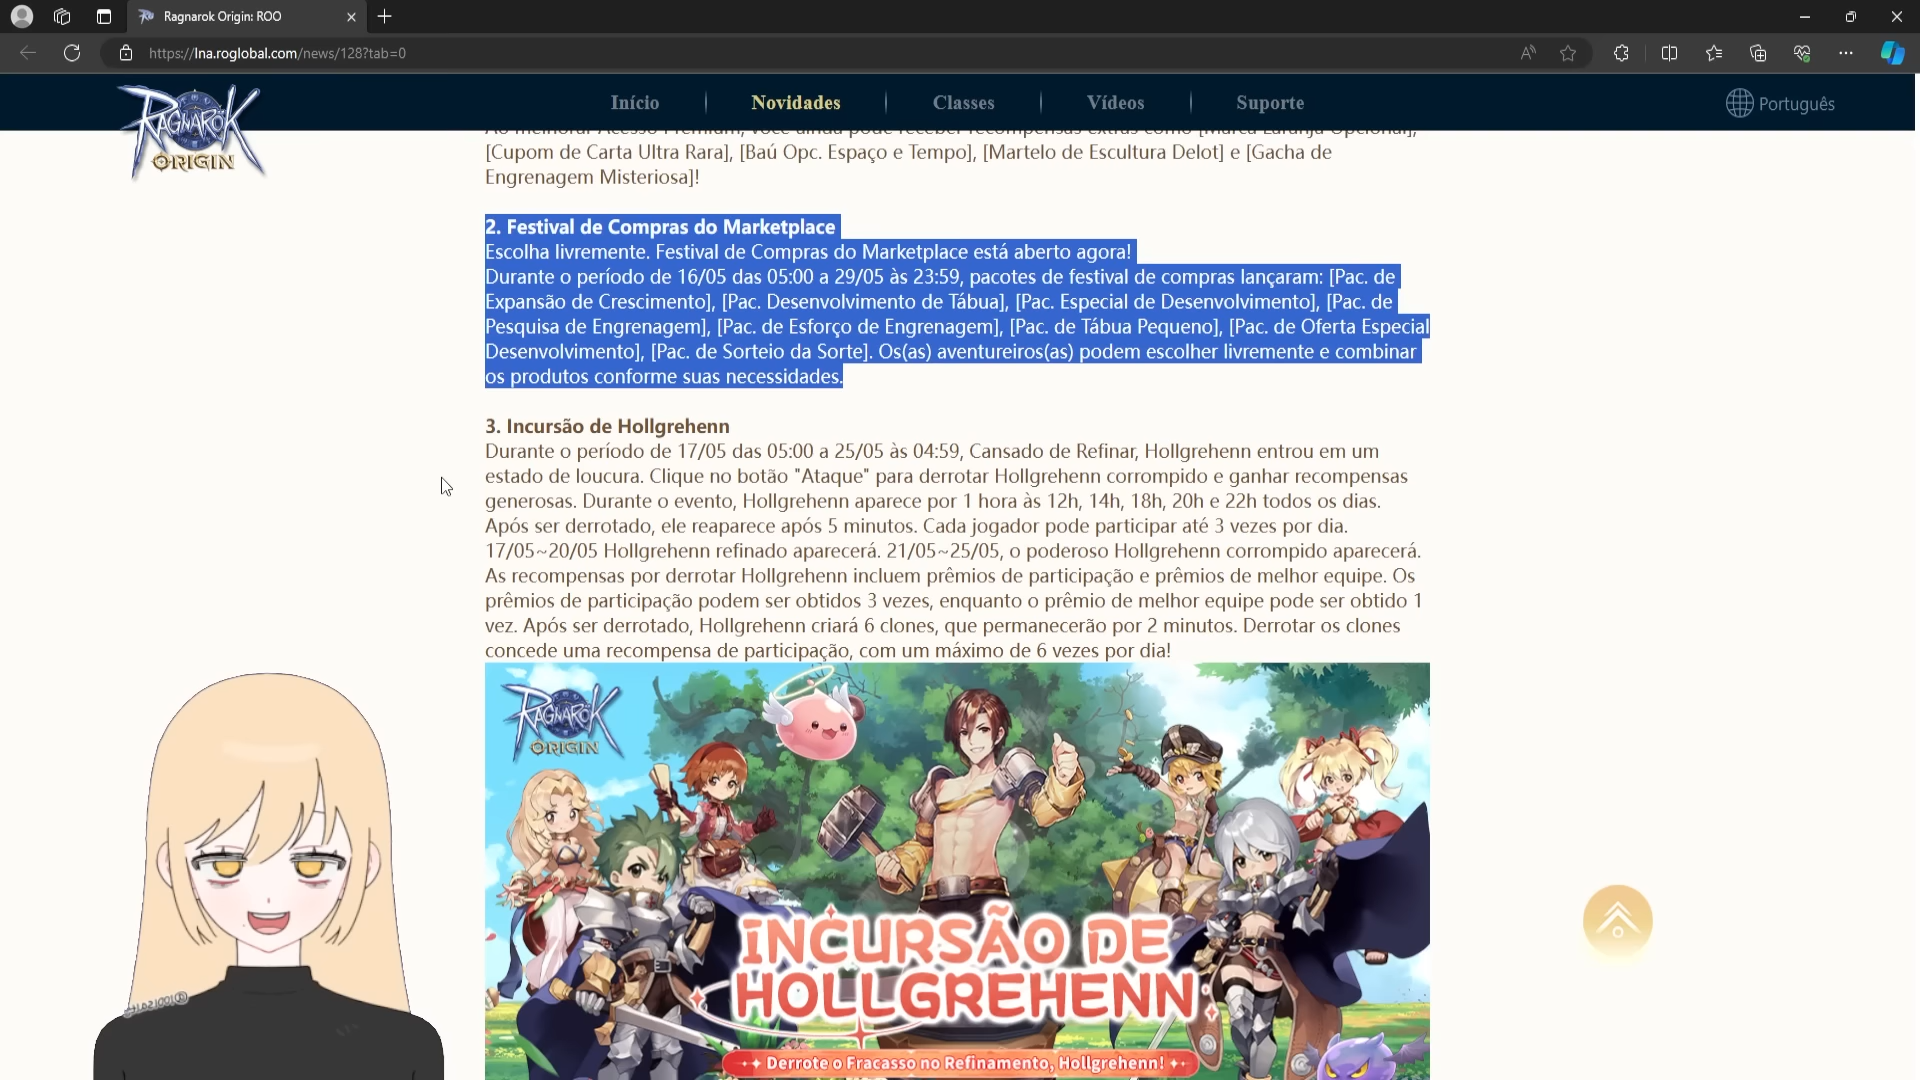 Ragnarok Origin: ROO
https://lna.roglobal.com/news/128?tab=0
RAGNAROK
ORIGIN
Início
Novidades
Classes
Vídeos
Suporte
Português
Ao melhorar Acesso Premium, você ainda pode receber recompensas extras como [Marca Laranja Opcional],
[Cupom de Carta Ultra Rara], [Baú Opc. Espaço e Tempo], [Martelo de Escultura Delot] e [Gacha de
Engrenagem Misteriosa]!
2. Festival de Compras do Marketplace
Escolha livremente. Festival de Compras do Marketplace está aberto agora!
Durante o período de 16/05 das 05:00 a 29/05 às 23:59, pacotes de festival de compras lançaram: [Pac. de
Expansão de Crescimento], [Pac. Desenvolvimento de Tábua], [Pac. Especial de Desenvolvimento], [Pac. de
Pesquisa de Engrenagem], [Pac. de Esforço de Engrenagem], [Pac. de Tábua Pequeno], [Pac. de Oferta Especial
Desenvolvimento], [Pac. de Sorteio da Sorte]. Os(as) aventureiros(as) podem escolher livremente e combinar
os produtos conforme suas necessidades.
3. Incursão de Hollgrehenn
Durante o período de 17/05 das 05:00 a 25/05 às 04:59, Cansado de Refinar, Hollgrehenn entrou em um
estado de loucura. Clique no botão "Ataque" para derrotar Hollgrehenn corrompido e ganhar recompensas
generosas. Durante o evento, Hollgrehenn aparece por 1 hora às 12h, 14h, 18h, 20h e 22h todos os dias.
Após ser derrotado, ele reaparece após 5 minutos. Cada jogador pode participar até 3 vezes por dia.
17/05~20/05 Hollgrehenn refinado aparecerá. 21/05~25/05, o poderoso Hollgrehenn corrompido aparecerá.
As recompensas por derrotar Hollgrehenn incluem prêmios de participação e prêmios de melhor equipe. Os
prêmios de participação podem ser obtidos 3 vezes, enquanto o prêmio de melhor equipe pode ser obtido 1
vez. Após ser derrotado, Hollgrehenn criará 6 clones, que permanecerão por 2 minutos. Derrotar os clones
concede uma recompensa de participação, com um máximo de 6 vezes por dia!
RAGNAROK
ORIGIN
INCURSÃO DE
HOLLGREHENN
Derrote o Fracasso no Refinamento, Hollgrehenn!